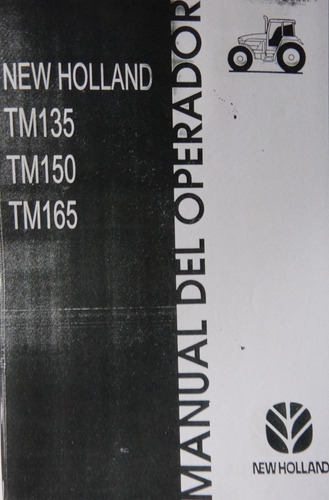 NEW HOLLAND
TM135
TM150
TM165
MANUAL DEL OPERADOR
NEW HOLLAND